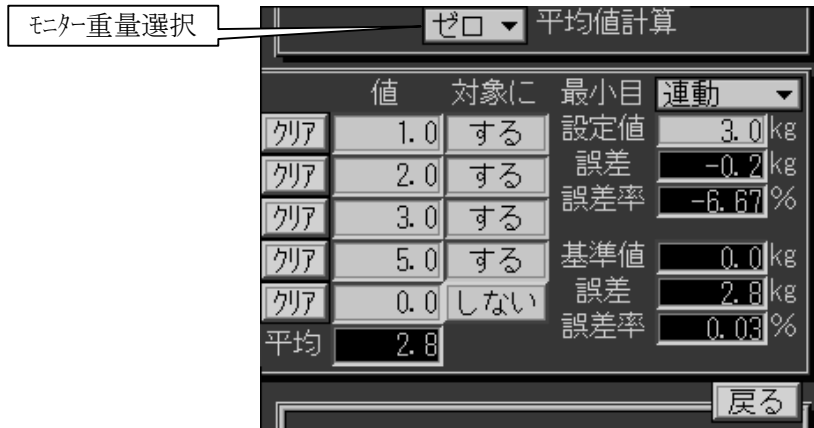 モニター重量選択
ゼロ ▼ 平均値計算
値 対象に 最小目 連動 ▼
クリア 1.0 する 設定値 3.0 kg
クリア 2.0 する 誤差 -0.2 kg
クリア 3.0 する 誤差率 -6.67 %
クリア 5.0 する 基準値 0.0 kg
クリア 0.0 しない 誤差 2.8 kg
平均 2.8 誤差率 0.03 %
戻る